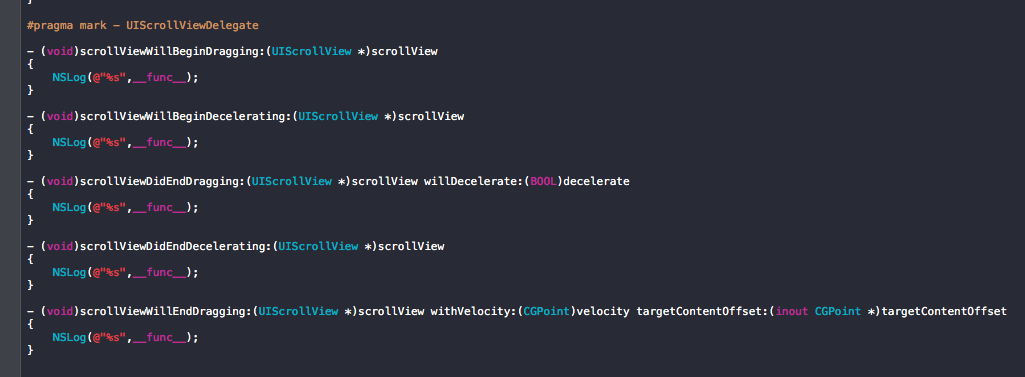 }
#pragma mark - UIScrollViewDelegate
- (void)scrollViewWillBeginDragging:(UIScrollView *)scrollView
{
NSLog(@"%s",__func__);
}
- (void)scrollViewWillBeginDecelerating:(UIScrollView *)scrollView
{
NSLog(@"%s",__func__);
}
- (void)scrollViewDidEndDragging:(UIScrollView *)scrollView willDecelerate:(BOOL)decelerate
{
NSLog(@"%s",__func__);
}
- (void)scrollViewDidEndDecelerating:(UIScrollView *)scrollView
{
NSLog(@"%s",__func__);
}
- (void)scrollViewWillEndDragging:(UIScrollView *)scrollView withVelocity:(CGPoint)velocity targetContentOffset:(inout CGPoint *)targetContentOffset
{
NSLog(@"%s",__func__);
}